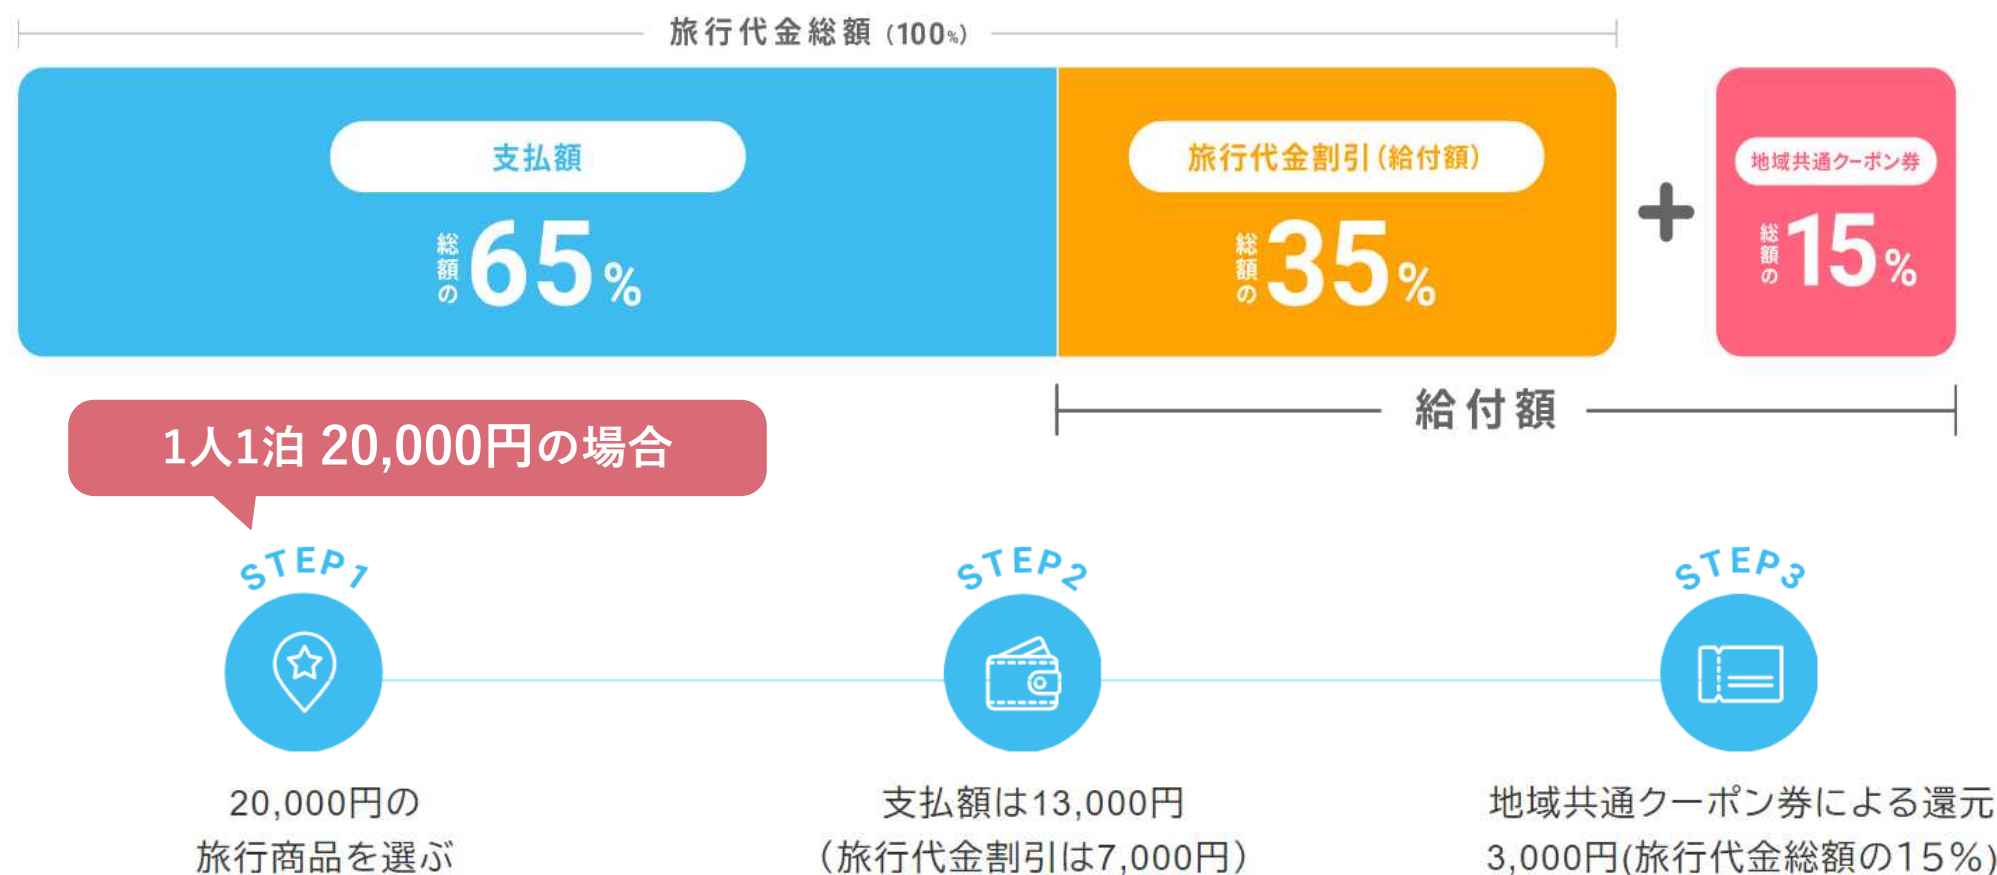 旅行代金総額(100%)
支払額
総額の65%
旅行代金割引(給付額)
総額の35%
+
地域共通クーポン券
総額の15%
給付額
1人1泊 20,000円の場合
STEP1
20,000円の
旅行商品を選ぶ
STEP2
支払額は13,000円
(旅行代金割引は7,000円)
STEP3
地域共通クーポン券による還元
3,000円(旅行代金総額の15%)